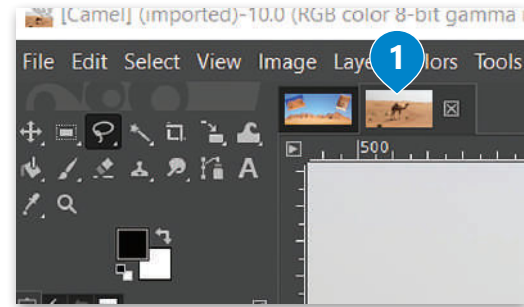 [Camel] (imported)-10.0 (RGB color 8-bit gamma
File Edit Select View Image Laye lors Tools
1
500
A